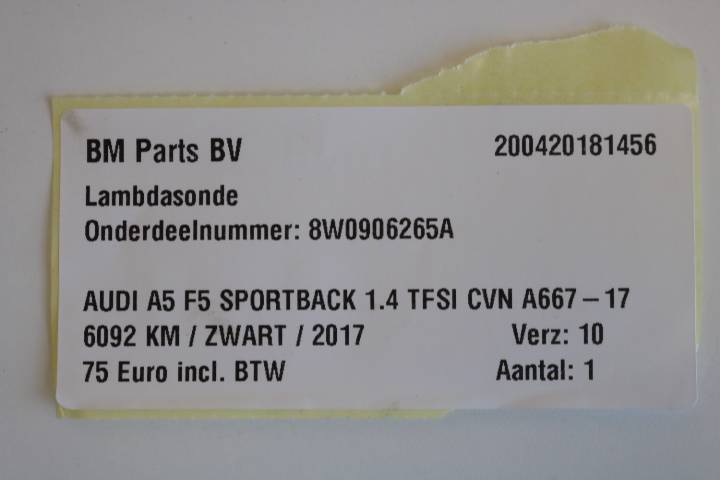 BM Parts BV 200420181456
Lambdasonde
Onderdeelnummer: 8W0906265A
AUDI A5 F5 SPORTBACK 1.4 TFSI CVN A667-17
6092 KM / ZWART / 2017 Verz: 10
75 Euro incl. BTW Aantal: 1